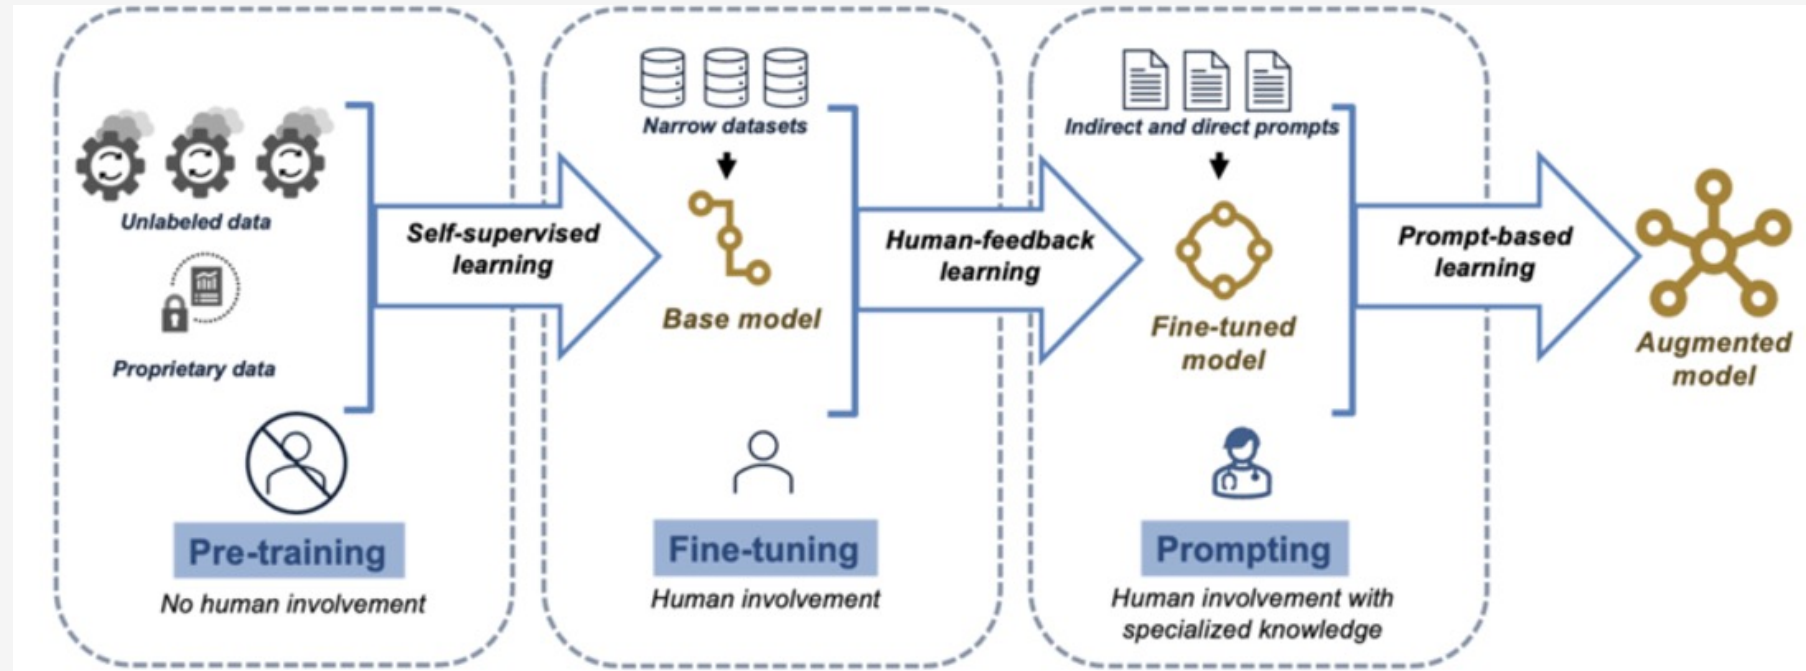 Unlabeled data
Proprietary data
Self-supervised
learning
Pre-training
No human involvement
Narrow datasets
Base model
Human-feedback
learning
Fine-tuning
Human involvement
Indirect and direct prompts
Fine-tuned
model
Prompt-based
learning
Prompting
Human involvement with
specialized knowledge
Augmented
model